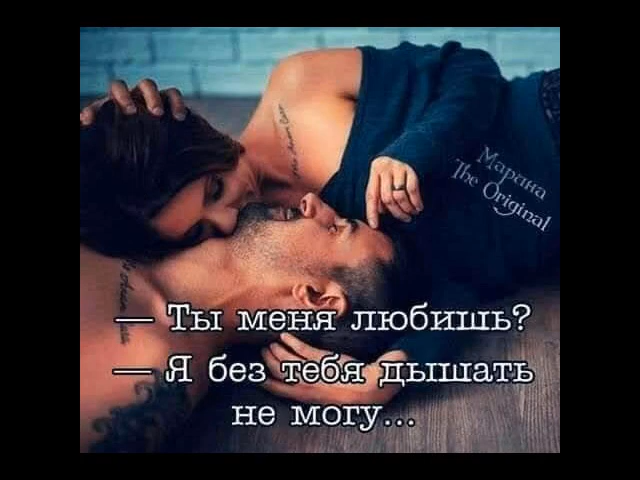 Марина
The Original
— Ты меня любишь?
— Я без тебя дышать
не могу...